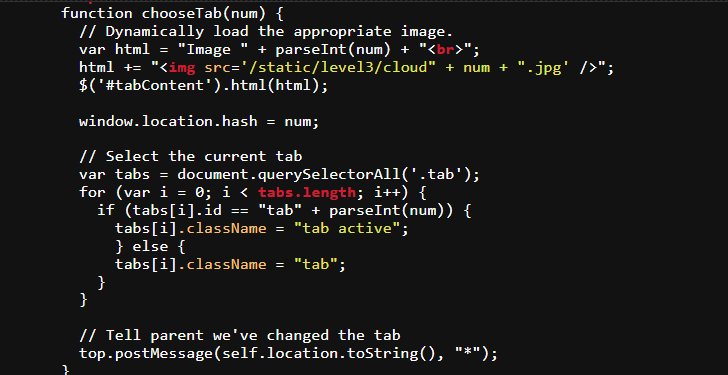 function chooseTab(num) {
// Dynamically load the appropriate image.
var html = "Image " + parseInt(num) + "<br>";
html += "<img src='/static/level3/cloud" + num + ".jpg' />";
$('#tabContent').html(html);
window.location.hash = num;
// Select the current tab
var tabs = document.querySelectorAll('.tab');
for (var i = 0; i < tabs.length; i++) {
if (tabs[i].id == "tab" + parseInt(num)) {
tabs[i].className = "tab active";
} else {
tabs[i].className = "tab";
}
}
// Tell parent we've changed the tab
top.postMessage(self.location.toString(), "*");
}